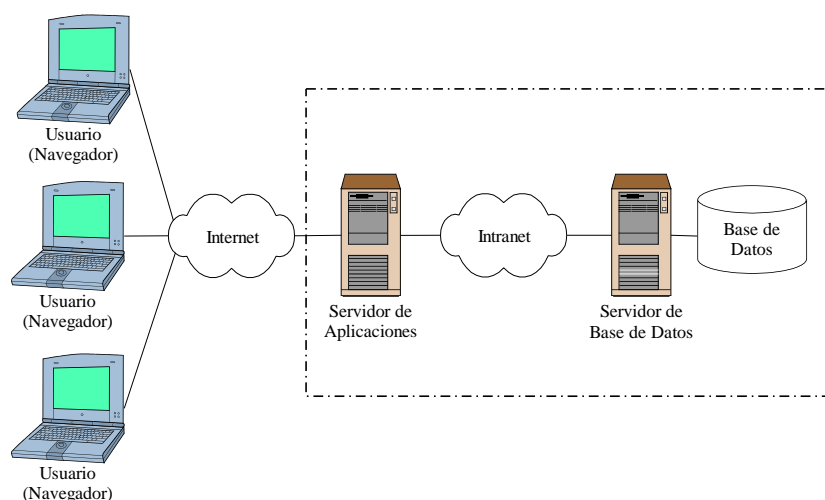 Usuario
(Navegador)
Usuario
(Navegador)
Usuario
(Navegador)
Internet
Servidor de
Aplicaciones
Intranet
Servidor de
Base de Datos
Base de
Datos